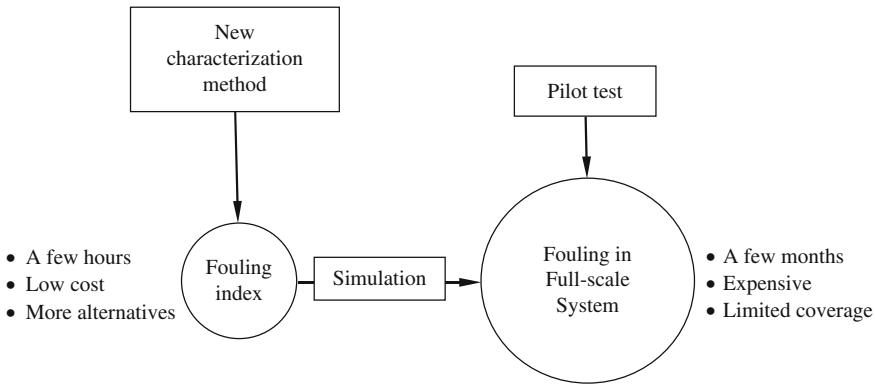 New
characterization
method
Pilot test
• A few hours
• Low cost
• More alternatives
Fouling
index
Simulation
Fouling in
Full-scale
System
• A few months
• Expensive
• Limited coverage